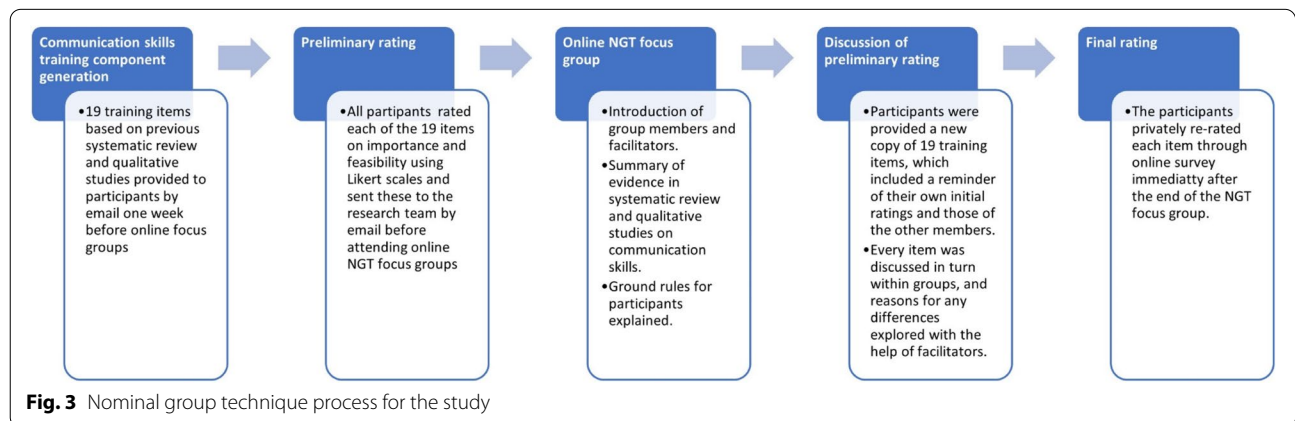 Communication skills
training component
generation
•19 training items
based on previous
systematic review
and qualitative
studies provided to
participants by
email one week
before online focus
groups
Preliminary rating
•All partipants rated
each of the 19 items
on importance and
feasibility using
Likert scales and
sent these to the
research team by
email before
attending online
NGT focus groups
Online NGT focus
group
•Introduction of
group members and
facilitators.
•Summary of
evidence in
systematic review
and qualitative
studies on
communication
skills.
•Ground rules for
participants
explained.
Discussion of
preliminary rating
•Participants were
provided a new
copy of 19 training
items, which
included a reminder
of their own initial
ratings and those of
the other members.
•Every item was
discussed in turn
within groups, and
reasons for any
differences
explored with the
help of facilitators.
Final rating
•The participants
privately re-rated
each item through
online survey
immediatty after
the end of the NGT
focus group.
Fig. 3 Nominal group technique process for the study